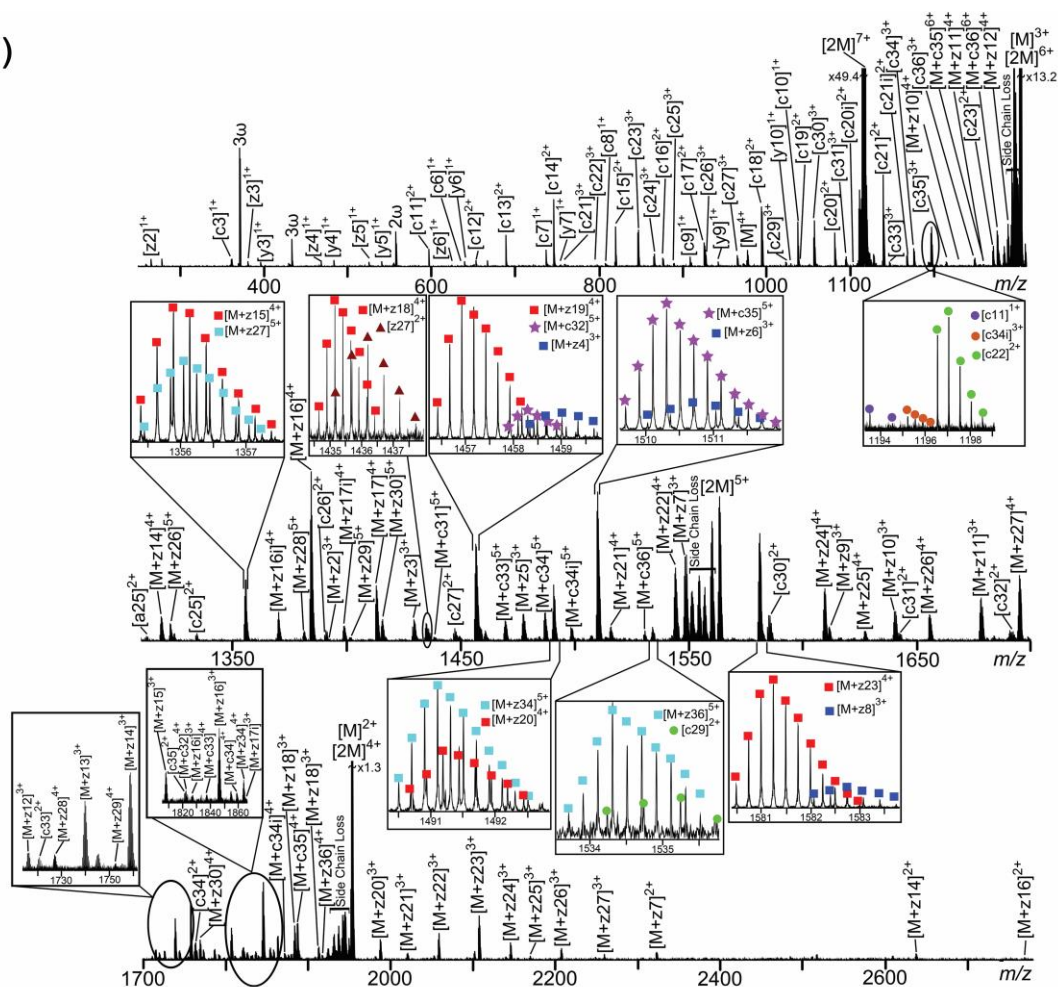 )
[z2]1+
[c3]1+
3ω
[z3]1+
[y3]1+
3ω
[z4]1+
[y4]1+
[z5]1+
[y5]1+
2ω
[c11]2+
[z6]1+
[c6]1+
[y6]1+
[c12]2+
[c13]2+
[c7]1+
[c14]2+
[y7]1+
[c21]3+
[c22]3+
[c8]1+
[c15]2+
[c23]3+
[c24]3+
[c16]2+
[c25]3+
[c9]1+
[c17]2+
[c26]3+
[y9]1+
[c27]3+
[M]4+
[c18]2+
[c29]3+
[y10]1+
[c10]1+
[c19]2+
[c30]3+
[c20]2+
[c31]3+
[c20i]2+
[2M]7+
x49.4
[c21]2+
[c33]3+
[c21i]2+
[c34]3+
[c35]3+
[M+z10]4+
[c36]3+
[M+c35]6+
[M+z11]4+
[M+c36]6+
[c23]2+
[M+z12]4+
Side Chain Loss
[M]3+
[2M]6+
~x13.2
400 600 800 1000 1100 m/z
[M+z15]4+
[M+z27]5+
1356 1357
[M+z18]4+
[z27]2+
1435 1436 1437
[M+z19]4+
[M+c32]5+
[M+z4]3+
1457 1458 1459
[M+c35]5+
[M+z6]3+
1510 1511
[c11]1+
[c34i]3+
[c22]2+
1194 1196 1198
[a25]2+
[M+z14]4+
[M+z26]5+
[c25]2+
[M+z16i]4+
[M+z28]5+
[M+z16]4+
[c26]2+
[M+z2]3+
[M+z17i]4+
[M+z29]5+
[M+z17]4+
[M+z30]5+
[M+z3]3+
[M+c31]5+
[c27]2+
[M+c33]5+
[M+z5]3+
[M+c34]5+
[M+c34i]5+
[M+z21]4+
[M+c36]5+
[M+z22]4+
[M+z7]3+
Side Chain Loss
[2M]5+
[c30]2+
[M+z24]4+
[M+z29]3+
[M+z25]4+
[M+z10]3+
[c31]2+
[M+z26]4+
[M+z11]3+
[c32]2+
[M+z27]4+
1350 1450 1550 1650 m/z
[M+z34]5+
[M+z20]4+
1491 1492
[M+z36]5+
[c29]2+
1534 1535
[M+z23]4+
[M+z8]3+
1581 1582 1583
[M+z12]3+
[c33]2+
[M+z28]4+
[M+z13]3+
[M+z29]4+
[M+z14]3+
1730 1750
[M+z15]3+
[c35]2+
[M+c32]4+
[M+z16i]3+
[M+c33]4+
[M+z16]3+
[M+c34]4+
[M+z34]4+
[M+z17i]3+
1820 1840 1860
c34]2+
[M+z30]4+
[M+c34i]4+
[M+z18]3+
[M+c35]4+
[M+z18]3+
[M+z36]4+
Side Chain Loss
[M]2+
[2M]4+
~x1.3
[M+z20]3+
[M+z21]3+
[M+z22]3+
[M+z23]3+
[M+z24]3+
[M+z25]3+
[M+z26]3+
[M+z27]3+
[M+z7]2+
[M+z14]2+
[M+z16]2+
1700 2000 2200 2400 2600 m/z